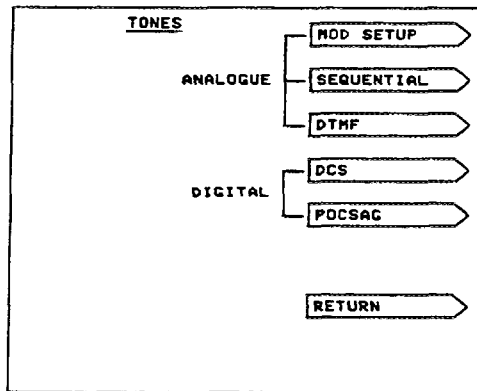 TONES
MOD SETUP
ANALOGUE SEQUENTIAL
DTMF
DCS
DIGITAL
POCSAG
RETURN